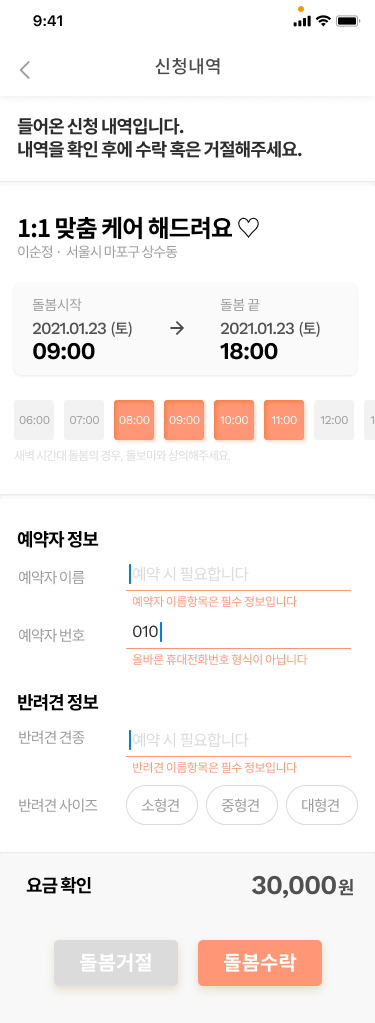 9:41
신청내역
들어온 신청 내역입니다.
내역을 확인 후에 수락 혹은 거절해주세요.
1:1 맞춤 케어 해드려요 ♡
이순정 · 서울시 마포구 상수동
돌봄시작
돌봄 끝
2021.01.23 (토)
2021.01.23 (토)
09:00
18:00
06:00 07:00 08:00 09:00 10:00 11:00 12:00
새벽 시간대 돌봄의 경우, 돌보미와 상의해주세요.
예약자 정보
예약자 이름
예약 시 필요합니다
예약자 이름항목은 필수 정보입니다
예약자 번호
010
올바른 휴대전화번호 형식이 아닙니다
반려견 정보
반려견 견종
예약 시 필요합니다
반려견 이름항목은 필수 정보입니다
반려견 사이즈
소형견 중형견 대형견
요금 확인
30,000원
돌봄거절 돌봄수락